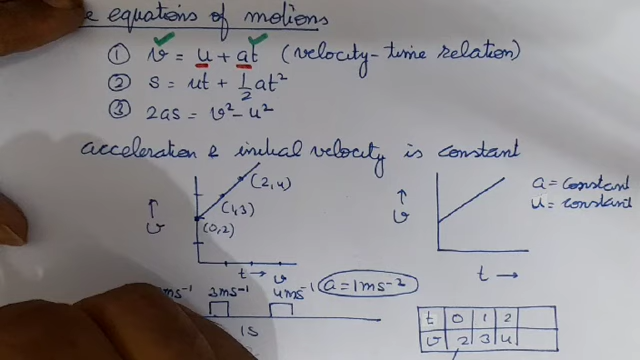 equations of motions
① v = u + at (velocity-time relation)
② s = ut + 1/2 at²
③ 2as = v² - u²
acceleration & initial velocity is constant
(2,4)
(1,3)
(0,2)
↑
v
t → v
↑
v
t →
a = constant
u = constant
ms⁻¹ 3ms⁻¹ 4ms⁻¹ a = 1ms-2
1s
t 0 1 2
v 2 3 4